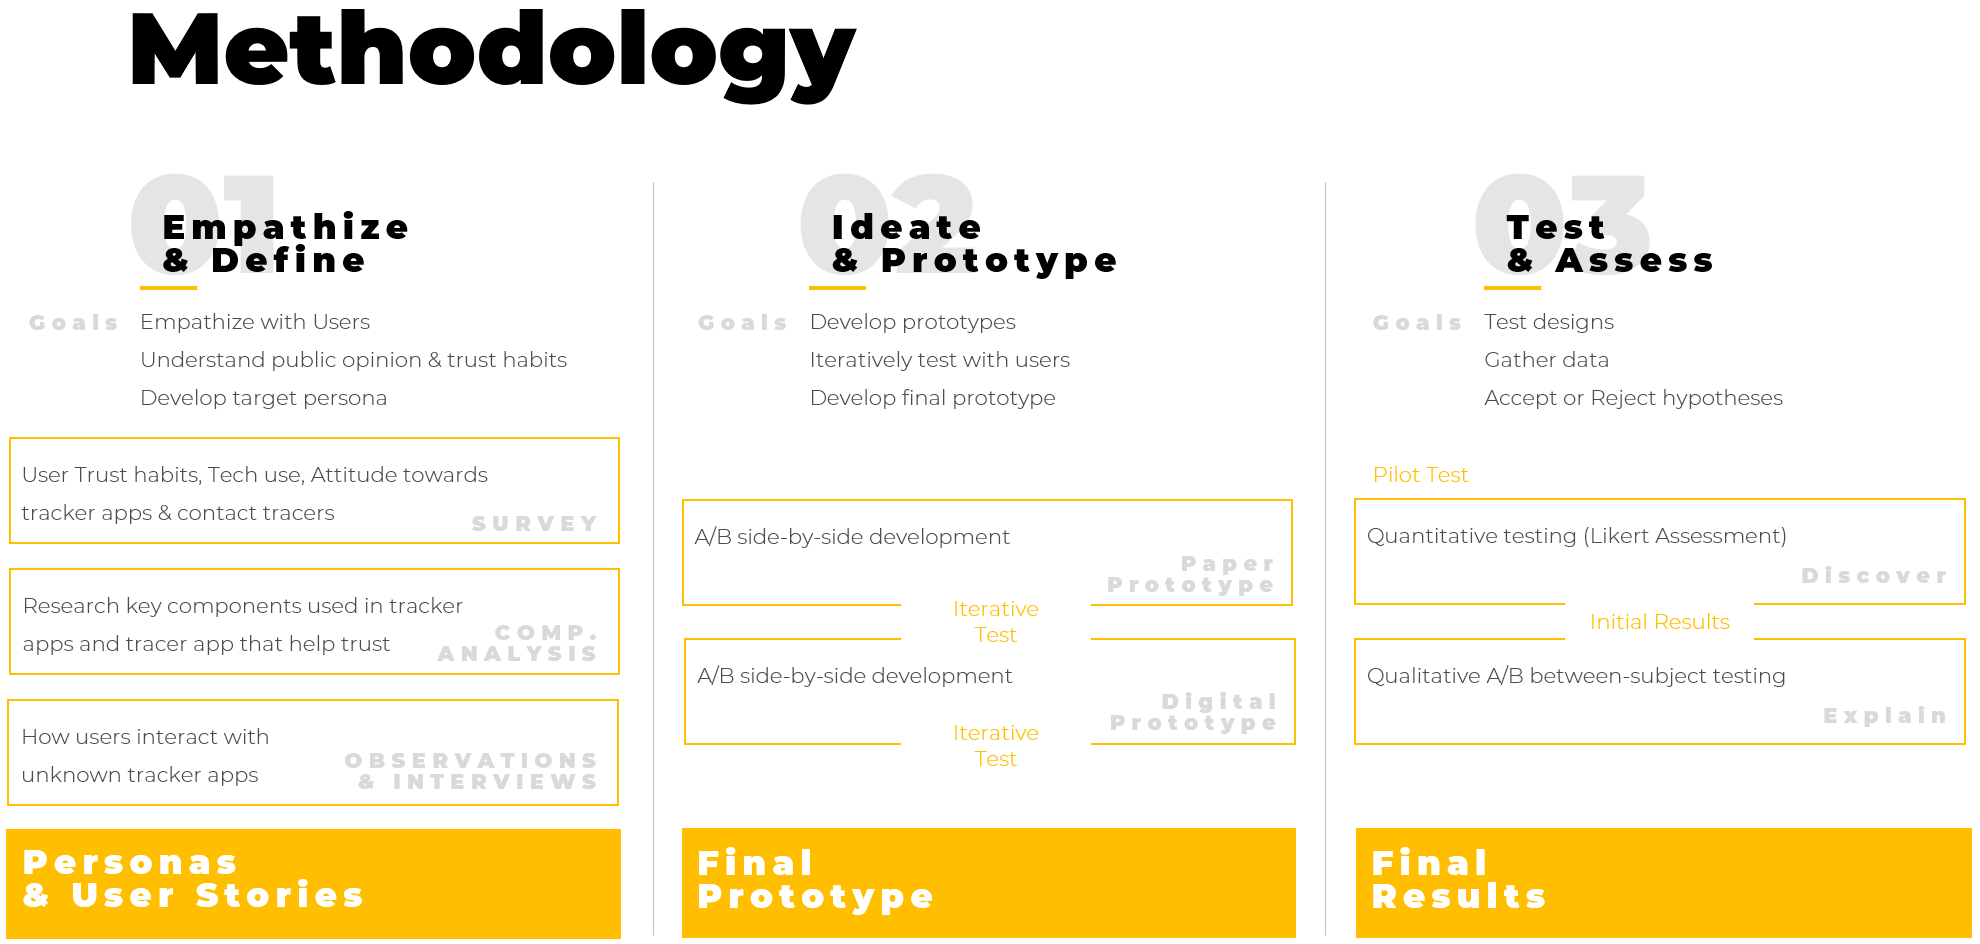 Methodology
01
Empathize
& Define
Goals
Empathize with Users
Understand public opinion & trust habits
Develop target persona
User Trust habits, Tech use, Attitude towards
tracker apps & contact tracers
SURVEY
Research key components used in tracker
apps and tracer app that help trust
COMP.
ANALYSIS
How users interact with
unknown tracker apps
OBSERVATIONS
& INTERVIEWS
Personas
& User Stories
02
Ideate
& Prototype
Goals
Develop prototypes
Iteratively test with users
Develop final prototype
A/B side-by-side development
Paper
Prototype
Iterative
Test
A/B side-by-side development
Digital
Prototype
Iterative
Test
Final
Prototype
03
Test
& Assess
Goals
Test designs
Gather data
Accept or Reject hypotheses
Pilot Test
Quantitative testing (Likert Assessment)
Discover
Initial Results
Qualitative A/B between-subject testing
Explain
Final
Results